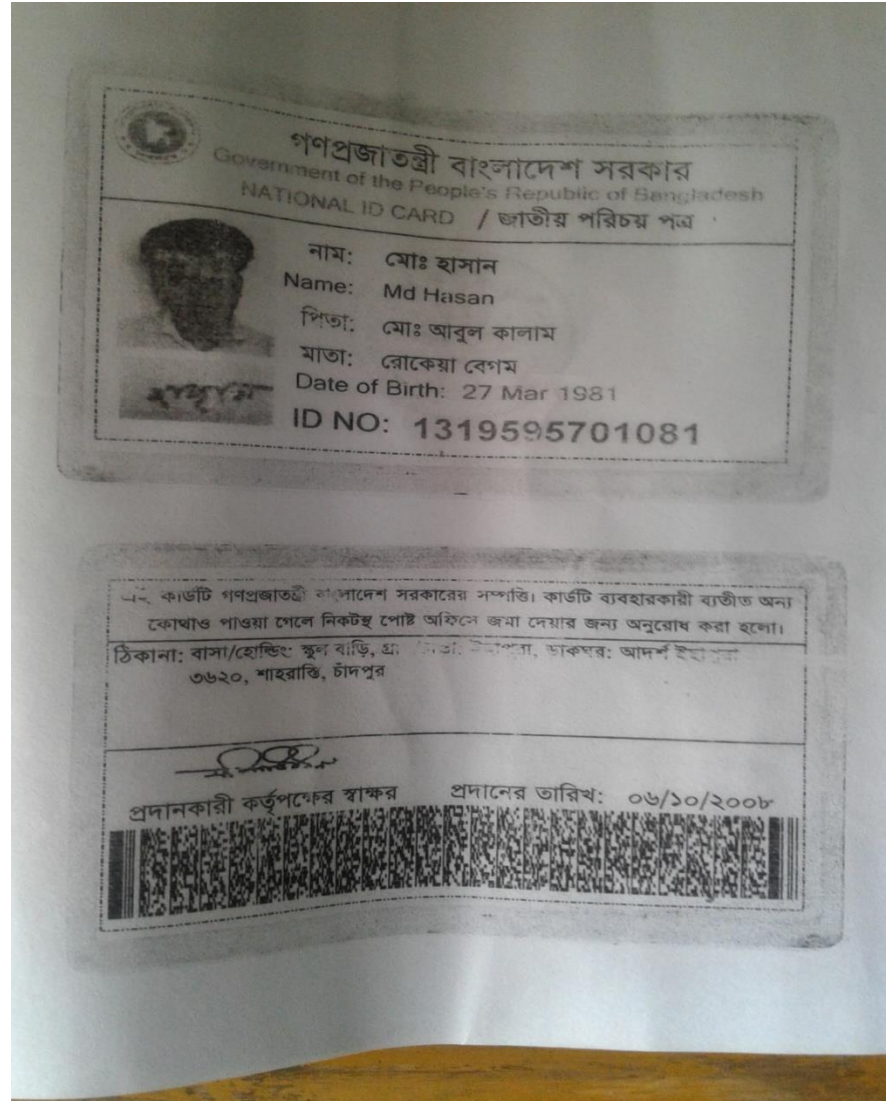 গণপ্রজাতন্ত্রী বাংলাদেশ সরকার
Government of the People's Republic of Bangladesh
NATIONAL ID CARD / জাতীয় পরিচয় পত্র
নাম: মোঃ হাসান
Name: Md Hasan
পিতা: মোঃ আবুল কালাম
মাতা: রোকেয়া বেগম
Date of Birth: 27 Mar 1981
ID NO: 1319595701081
কার্ডটি গণপ্রজাতন্ত্রী বাংলাদেশ সরকারের সম্পত্তি। কার্ডটি ব্যবহারকারী ব্যতীত অন্য
কোথাও পাওয়া গেলে নিকটস্থ পোষ্ট অফিসে জমা দেয়ার জন্য অনুরোধ করা হলো।
ঠিকানা: বাসা/হোল্ডিং: স্কুল বাড়ি, ডাকঘর: আদর্শ
৩৬২০, শাহরাস্তি, চাঁদপুর
প্রদানকারী কর্তৃপক্ষের স্বাক্ষর প্রদানের তারিখ: ০৬/১০/২০০৮